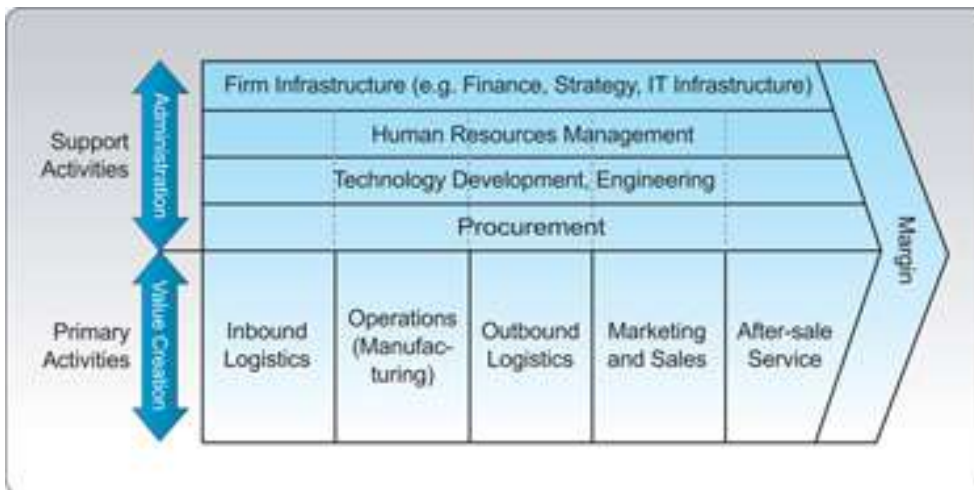 Support
Activities
Administration
Firm Infrastructure (e.g. Finance, Strategy, IT Infrastructure)
Human Resources Management
Technology Development, Engineering
Procurement
Margin
Primary
Activities
Value Creation
Inbound
Logistics
Operations
(Manufac-
turing)
Outbound
Logistics
Marketing
and Sales
After-sale
Service